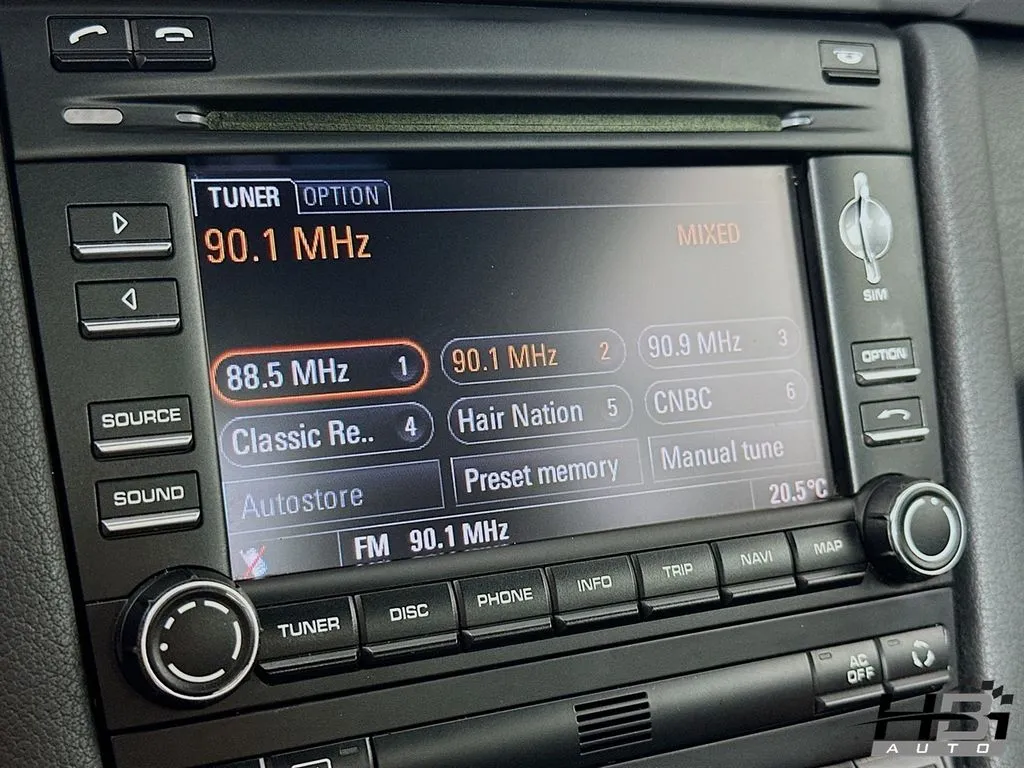 TUNER OPTION
90.1 MHz MIXED
SIM
88.5 MHz 1 90.1 MHz 2 90.9 MHz 3
OPTION
Classic Re.. 4 Hair Nation 5 CNBC 6
SOURCE
Autostore Preset memory Manual tune
SOUND
FM 90.1 MHz 20.5°C
TUNER DISC PHONE INFO TRIP NAVI MAP
AC
OFF
HBI
AUTO